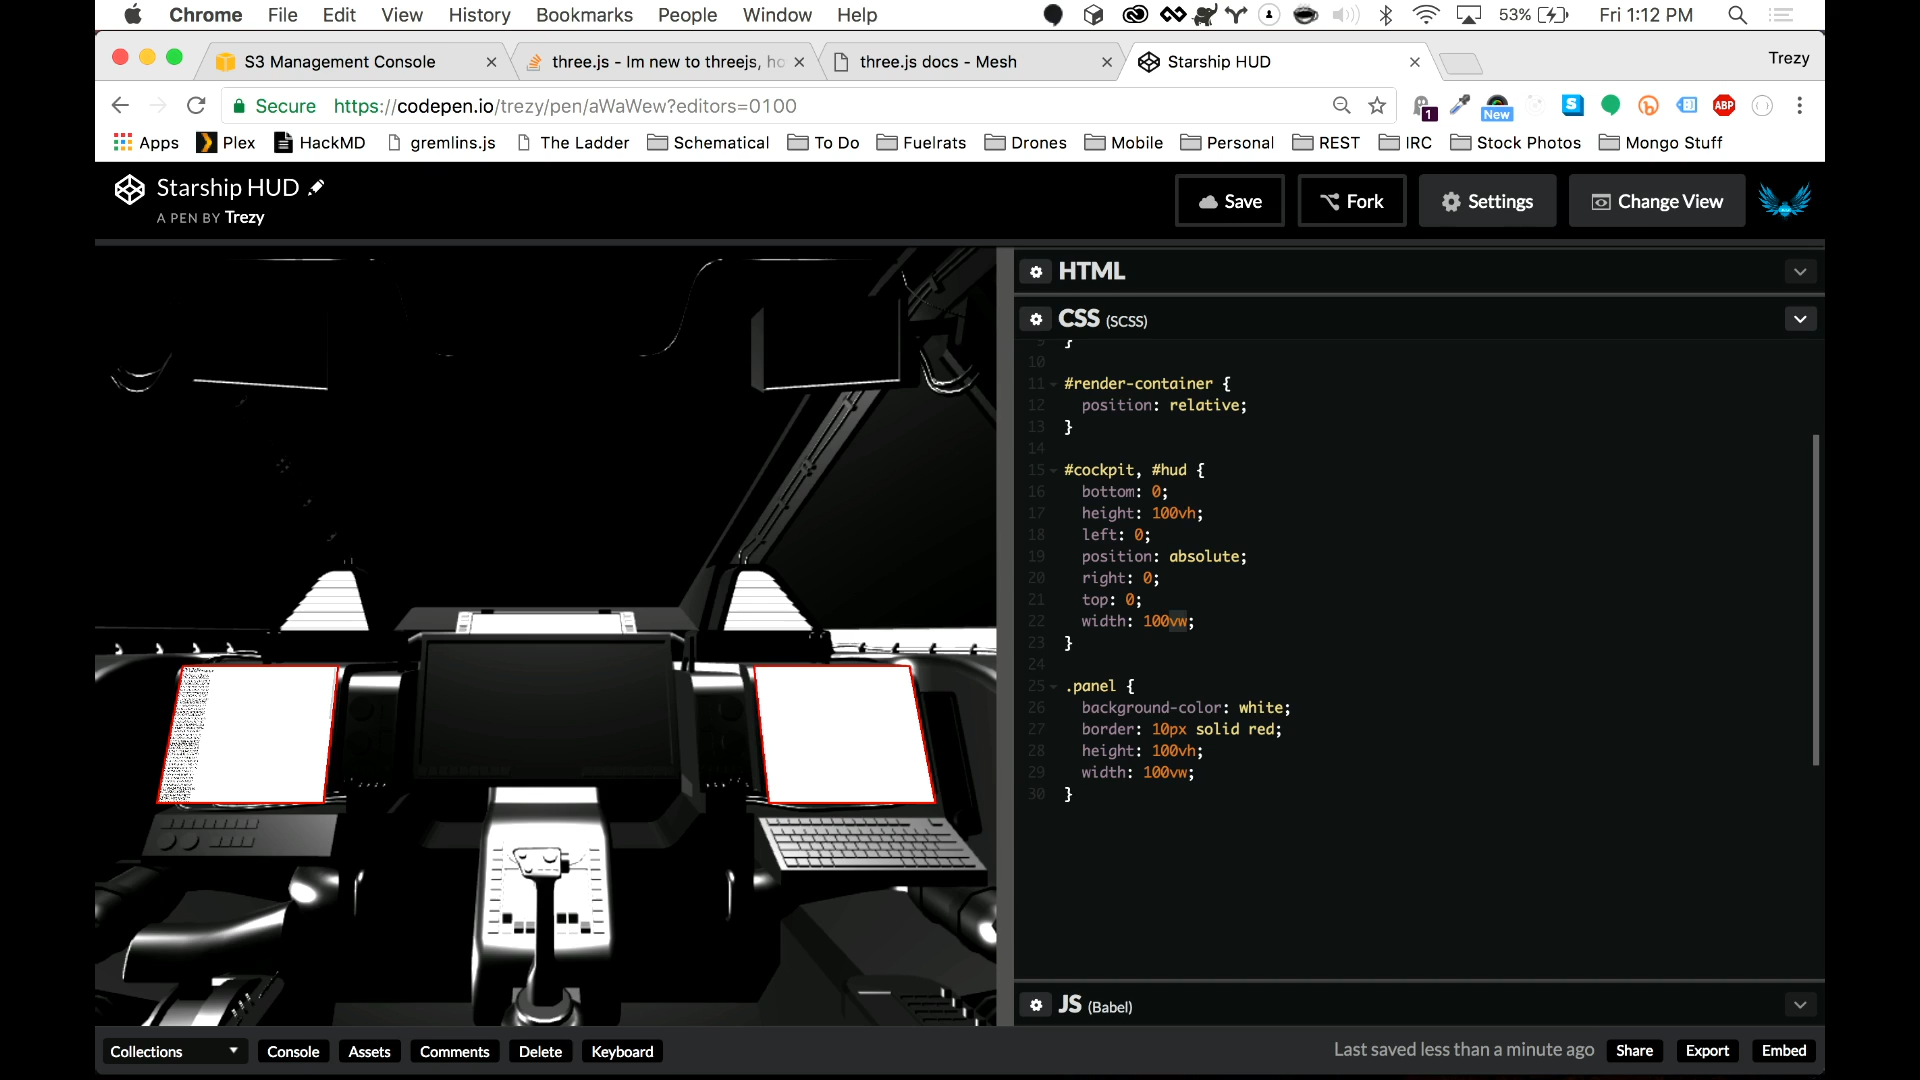 Chrome File Edit View History Bookmarks People Window Help 53% Fri 1:12 PM
S3 Management Console three.js - Im new to threejs, ho three.js docs - Mesh Starship HUD Trezy
Secure https://codepen.io/trezy/pen/aWaWew?editors=0100 1 New S ABP
Apps Plex HackMD gremlins.js The Ladder Schematical To Do Fuelrats Drones Mobile Personal REST IRC Stock Photos Mongo Stuff
Starship HUD
A PEN BY Trezy
Save Fork Settings Change View
HTML
CSS (SCSS)
9 }
10
11 #render-container {
12 position: relative;
13 }
14
15 #cockpit, #hud {
16 bottom: 0;
17 height: 100vh;
18 left: 0;
19 position: absolute;
20 right: 0;
21 top: 0;
22 width: 100vw;
23 }
24
25 .panel {
26 background-color: white;
27 border: 10px solid red;
28 height: 100vh;
29 width: 100vw;
30 }
JS (Babel)
Collections Console Assets Comments Delete Keyboard Last saved less than a minute ago Share Export Embed